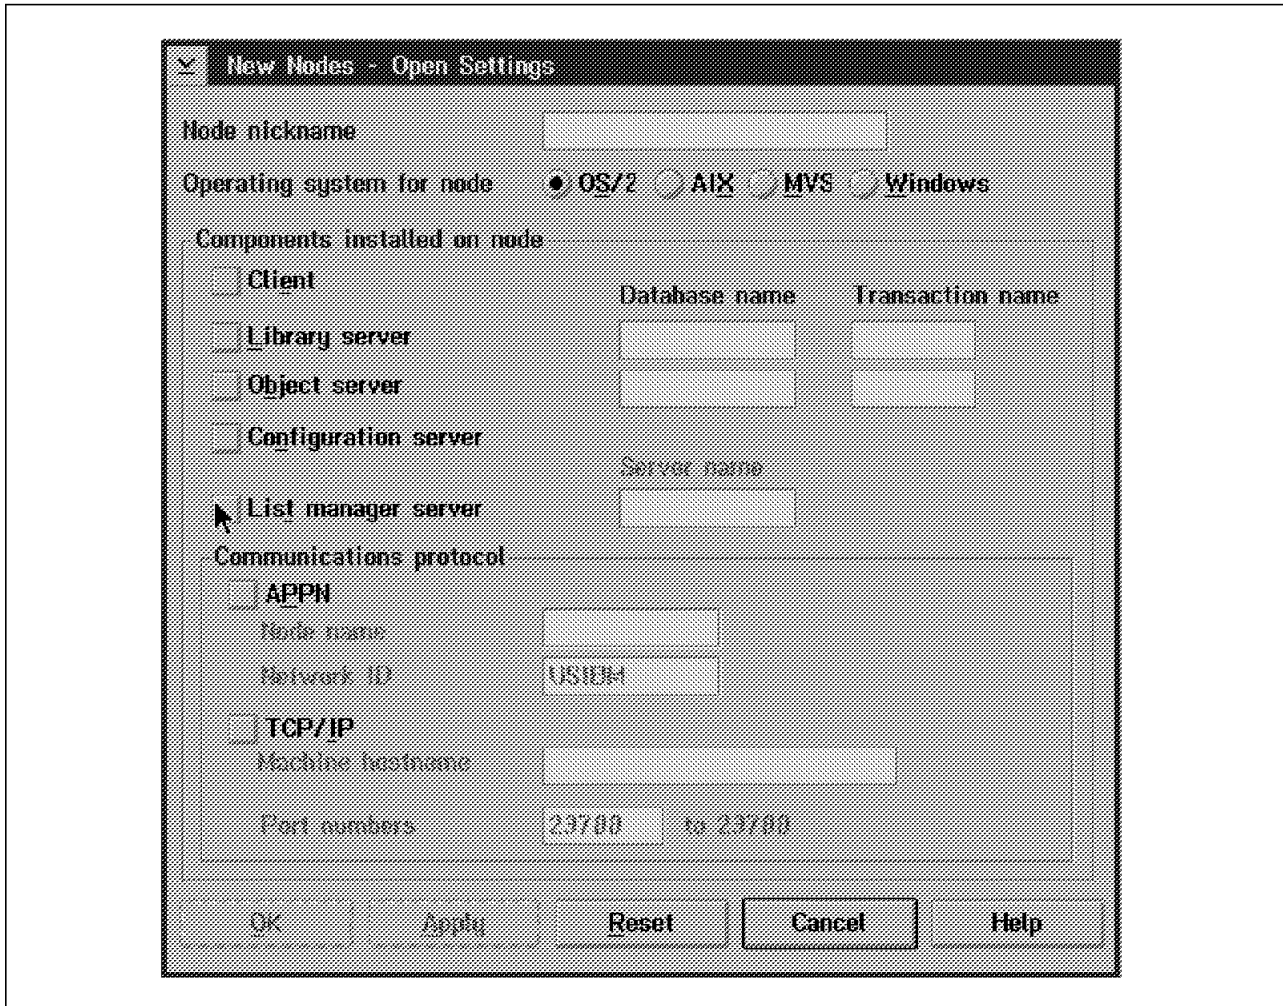 New Nodes - Open Settings
Node nickname
Operating system for node OS/2 AIX MVS Windows
Components installed on node
Client
Database name Transaction name
Library server
Object server
Configuration server
Server name
List manager server
Communications protocol
APPN
Node name
Network ID USIBM
TCP/IP
Machine hostname
Port numbers 29700 to 29700
OK Apply Reset Cancel Help